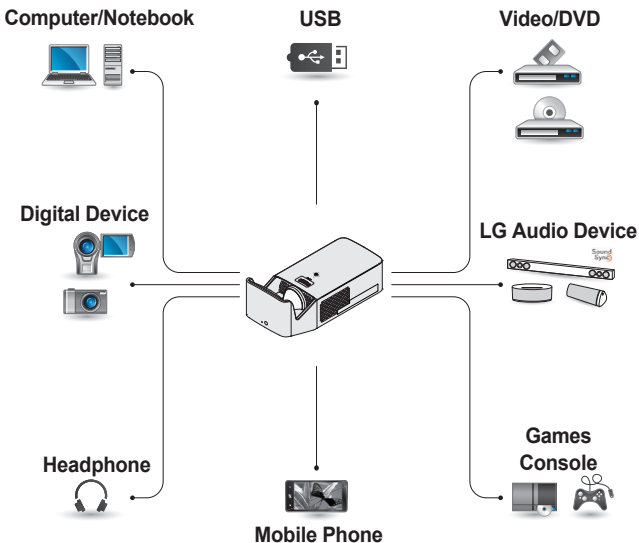 Computer/Notebook
USB
Video/DVD
Digital Device
LG Audio Device
Sound
Sync
Headphone
Games
Console
Mobile Phone